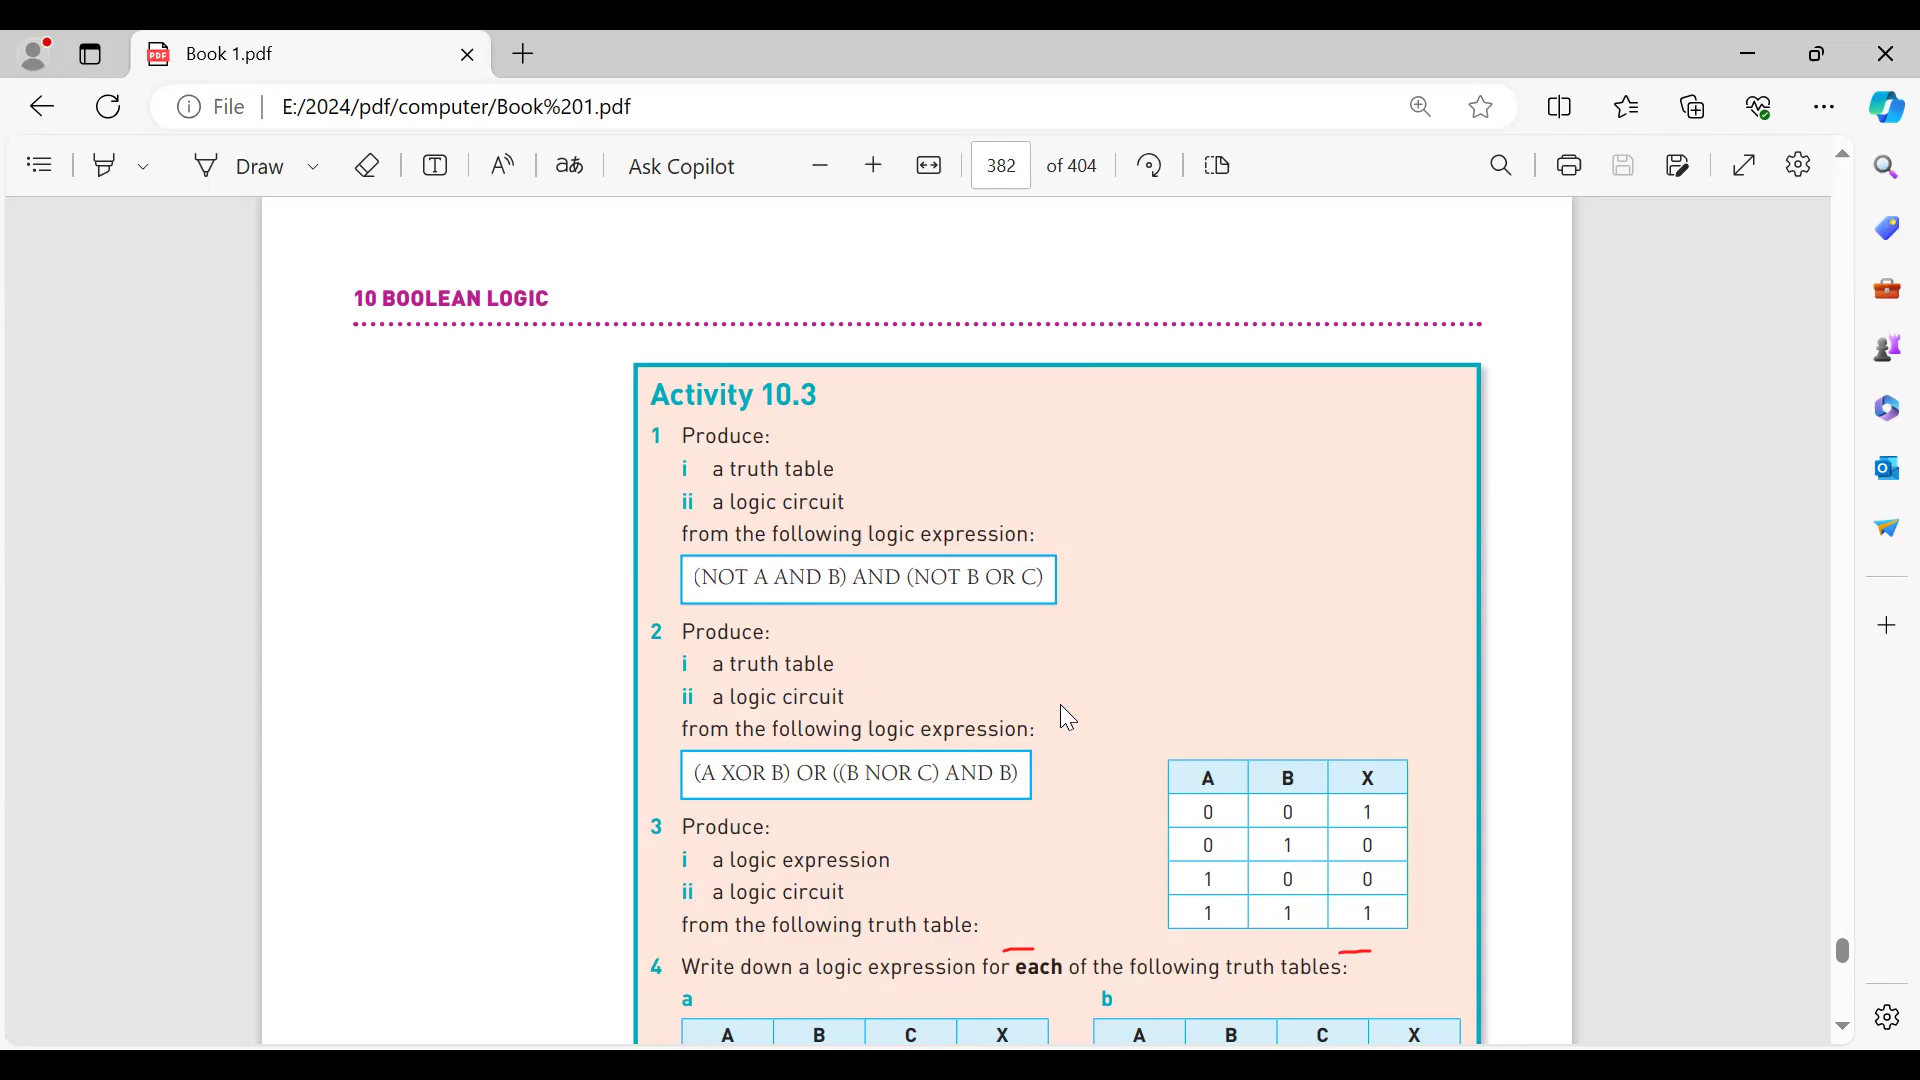 Book 1.pdf
File
E:/2024/pdf/computer/Book%201.pdf
Draw
aあ
Ask Copilot
382
of 404
10 BOOLEAN LOGIC
Activity 10.3
1 Produce:
i a truth table
ii a logic circuit
from the following logic expression:
(NOT A AND B) AND (NOT B OR C)
2 Produce:
i a truth table
ii a logic circuit
from the following logic expression:
(A XOR B) OR ((B NOR C) AND B)
3 Produce:
i a logic expression
ii a logic circuit
from the following truth table:
A B X
0 0 1
0 1 0
1 0 0
1 1 1
4 Write down a logic expression for each of the following truth tables:
a b
A B C X A B C X